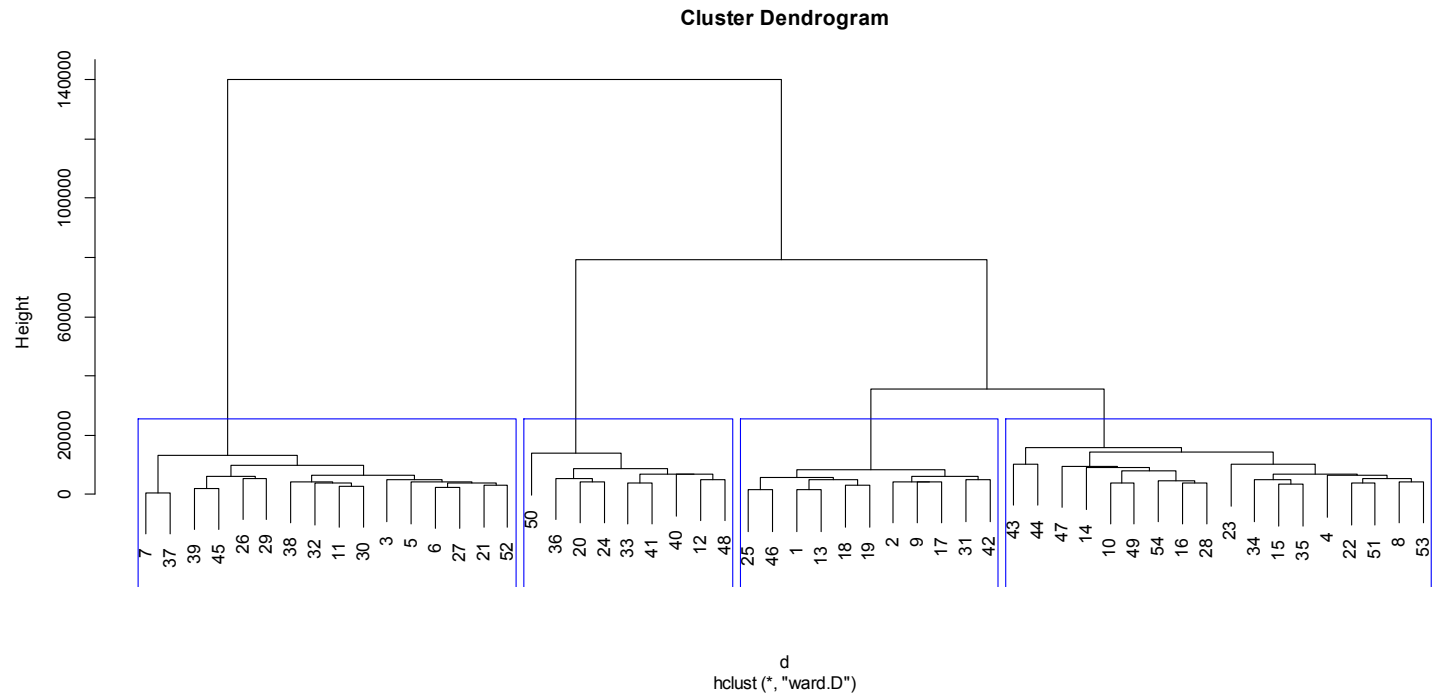 Cluster Dendrogram
Height
0
20000
60000
100000
140000
7 37 39 45 26 29 38 32 11 30 3 5 6 27 21 52 50 36 20 24 33 41 40 12 48 25 46 1 13 18 19 2 9 17 31 42 43 44 47 14 10 49 54 16 28 23 34 15 35 4 22 51 8 53
d
hclust (*, "ward.D")